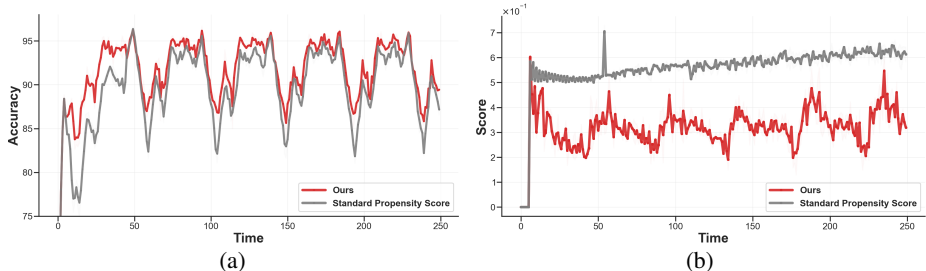 95
90
85
80
75
0
50
100
150
200
250
Accuracy
Time
Ours
Standard Propensity Score
(a)
×10⁻¹
7
6
5
4
3
2
1
0
0
50
100
150
200
250
Score
Time
Ours
Standard Propensity Score
(b)